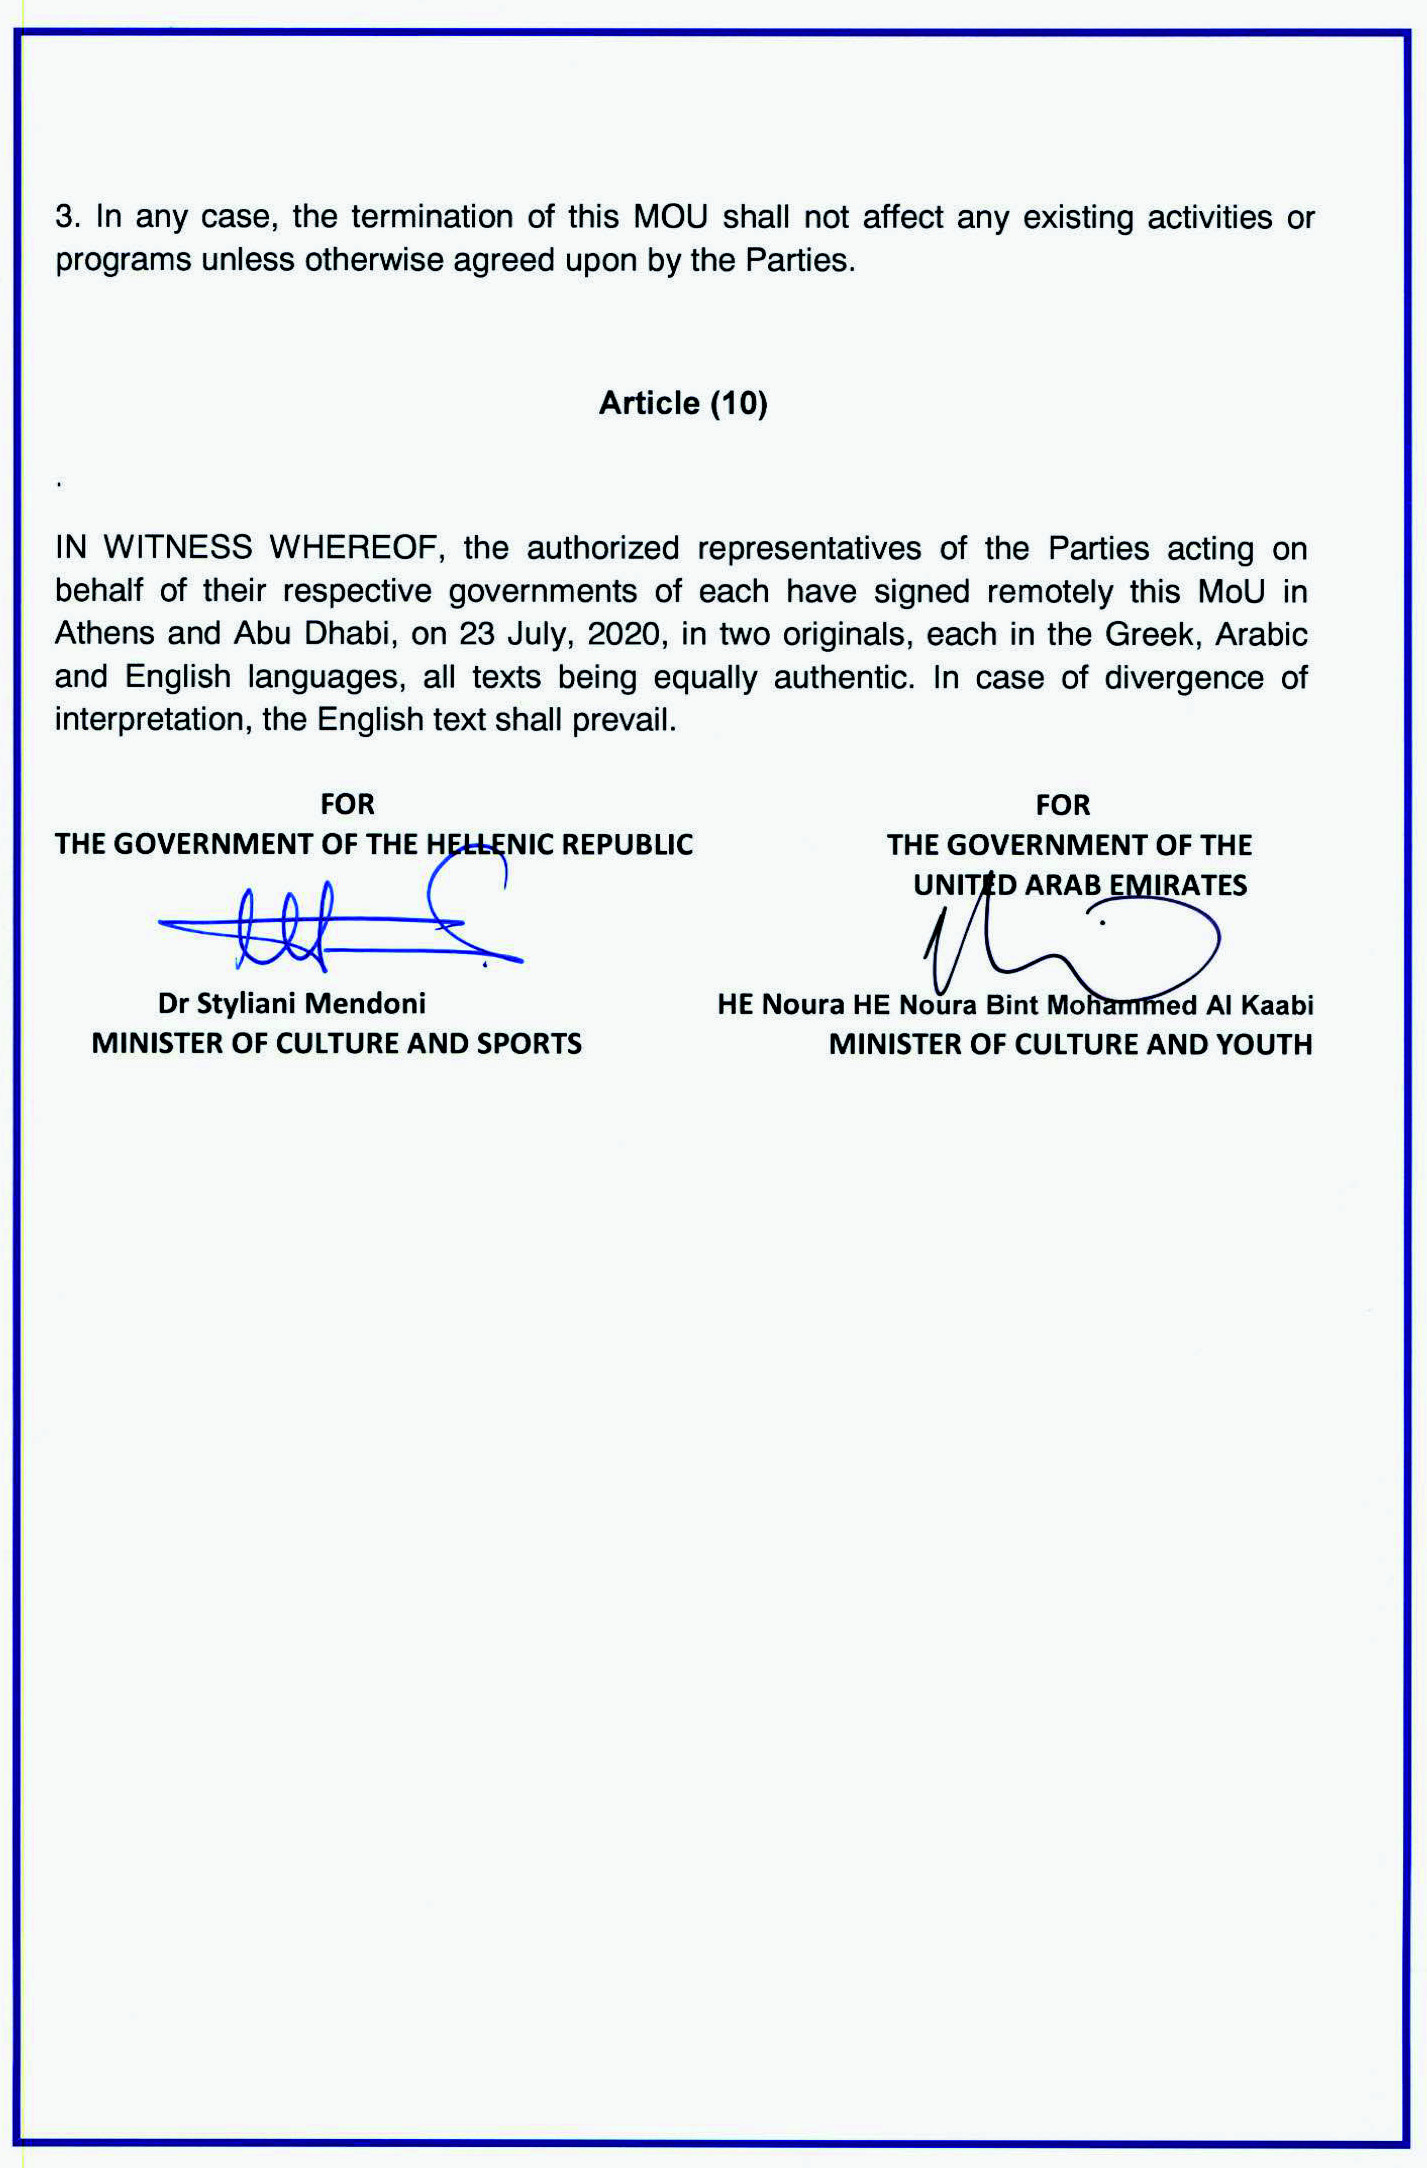 3. In any case, the termination of this MOU shall not affect any existing activities or
programs unless otherwise agreed upon by the Parties.
Article (10)
.
IN WITNESS WHEREOF, the authorized representatives of the Parties acting on
behalf of their respective governments of each have signed remotely this MoU in
Athens and Abu Dhabi, on 23 July, 2020, in two originals, each in the Greek, Arabic
and English languages, all texts being equally authentic. In case of divergence of
interpretation, the English text shall prevail.
FOR
THE GOVERNMENT OF THE HELLENIC REPUBLIC
Dr Styliani Mendoni
MINISTER OF CULTURE AND SPORTS
FOR
THE GOVERNMENT OF THE
UNITED ARAB EMIRATES
HE Noura HE Noura Bint Mohammed Al Kaabi
MINISTER OF CULTURE AND YOUTH